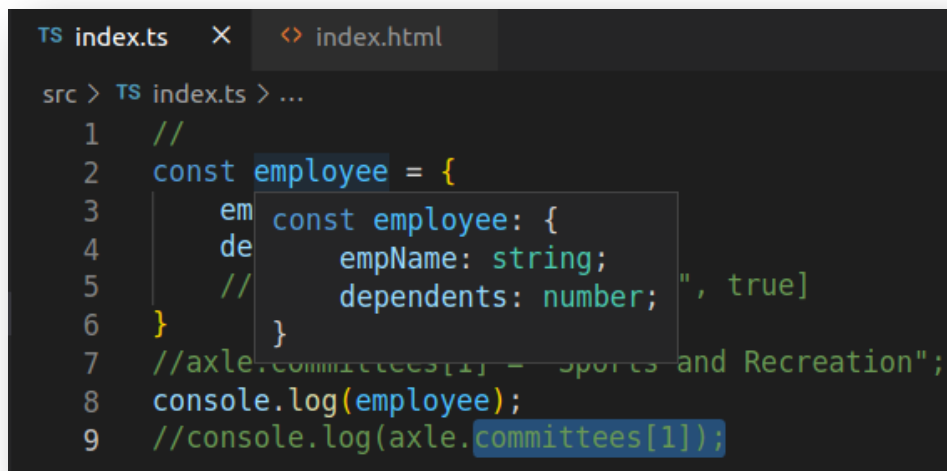 TS index.ts × <> index.html
src > TS index.ts > ...
1 //
2 const employee = {
3 em
4 de
5 // ", true]
6 }
7 //axle.committees[1] = "Sports and Recreation";
8 console.log(employee);
9 //console.log(axle.committees[1]);
const employee: {
empName: string;
dependents: number;
}